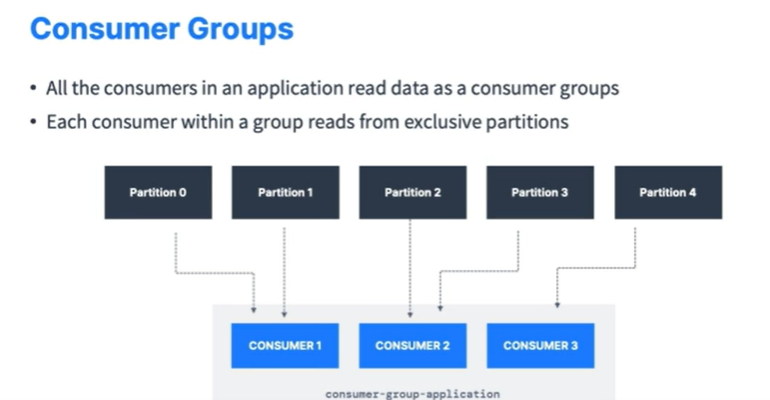 Consumer Groups
• All the consumers in an application read data as a consumer groups
• Each consumer within a group reads from exclusive partitions
Partition 0 Partition 1 Partition 2 Partition 3 Partition 4
CONSUMER 1 CONSUMER 2 CONSUMER 3
consumer-group-application